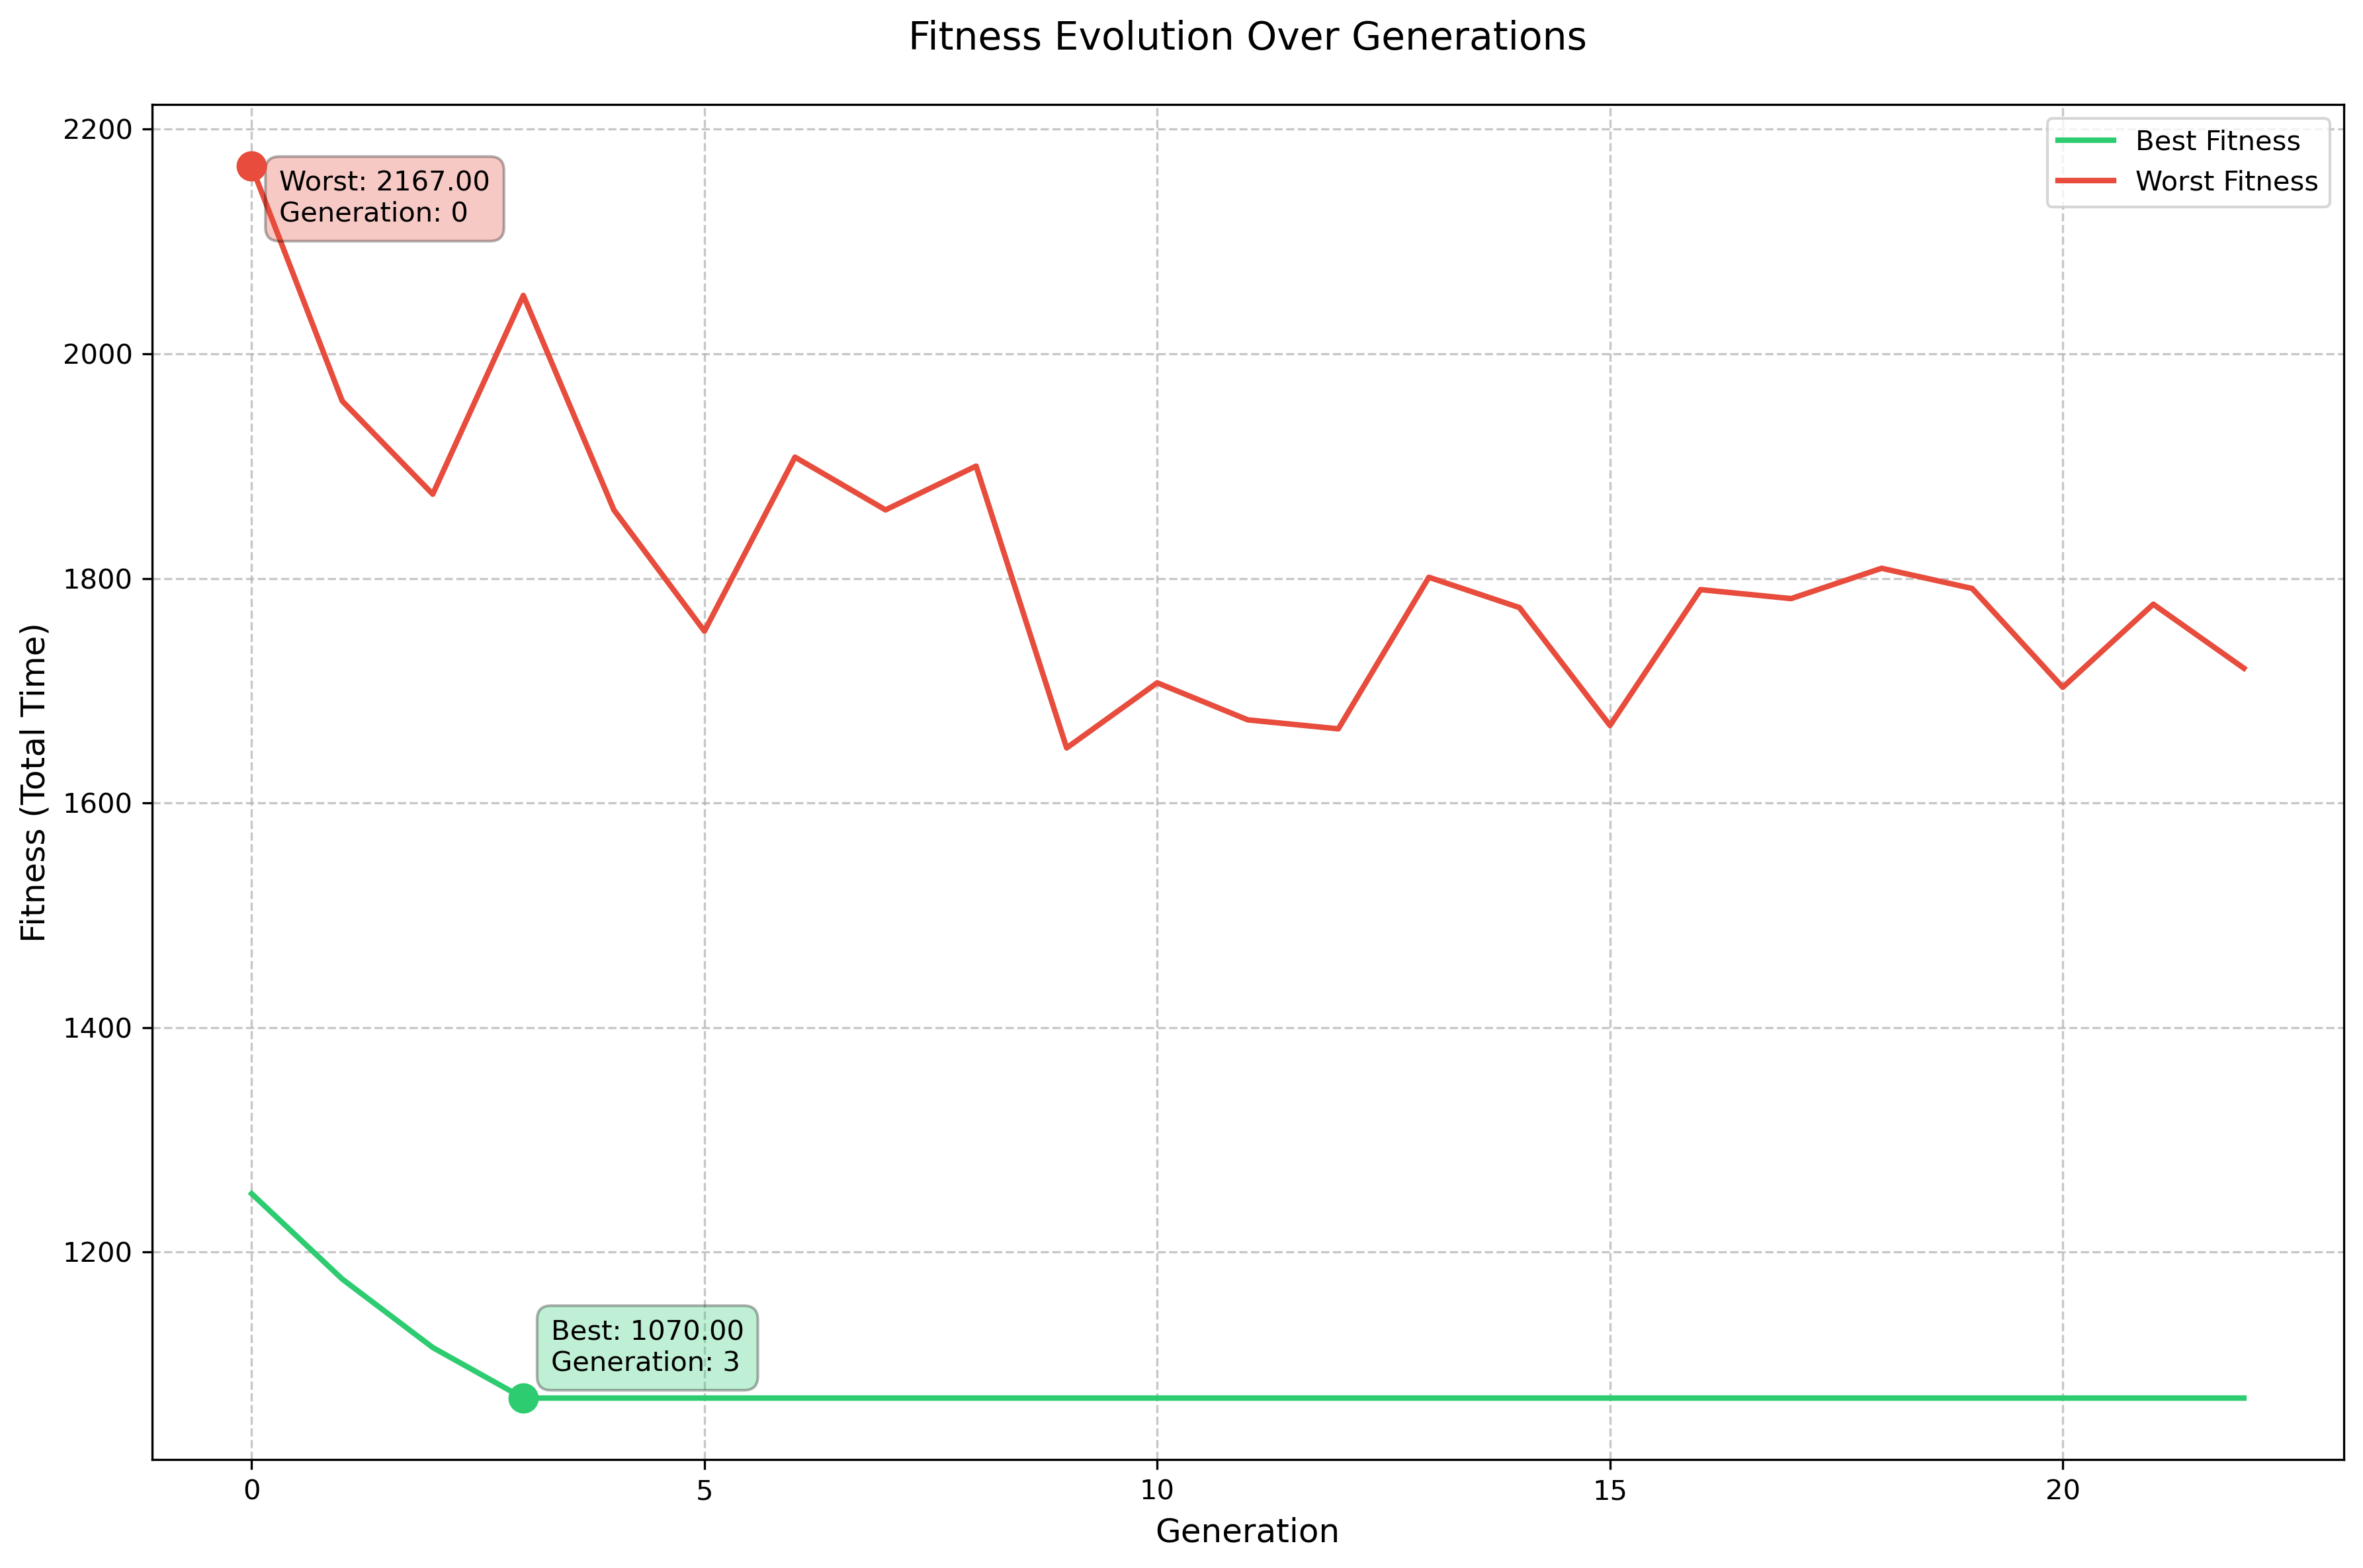 Fitness Evolution Over Generations
2200
2000
1800
1600
1400
1200
Fitness (Total Time)
Worst: 2167.00
Generation: 0
Best Fitness
Worst Fitness
Best: 1070.00
Generation: 3
0
5
10
15
20
Generation